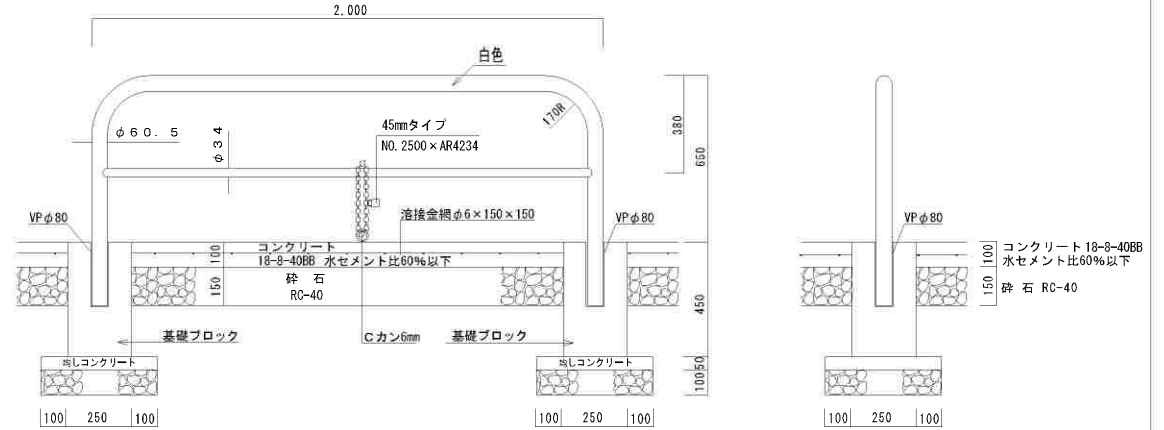 2.000
白色
170R
φ60.5
φ34
45mmタイプ
NO.2500×AR4234
380
650
VPφ80
溶接金網φ6×150×150
VPφ80
VPφ80
100
コンクリート
18-8-40BB 水セメント比60%以下
150
砕 石
RC-40
450
100
コンクリート18-8-40BB
水セメント比60%以下
150
砕 石 RC-40
基礎ブロック
Cカン6mm
基礎ブロック
均しコンクリート
均しコンクリート
50
100
100 250 100
100 250 100
100 250 100